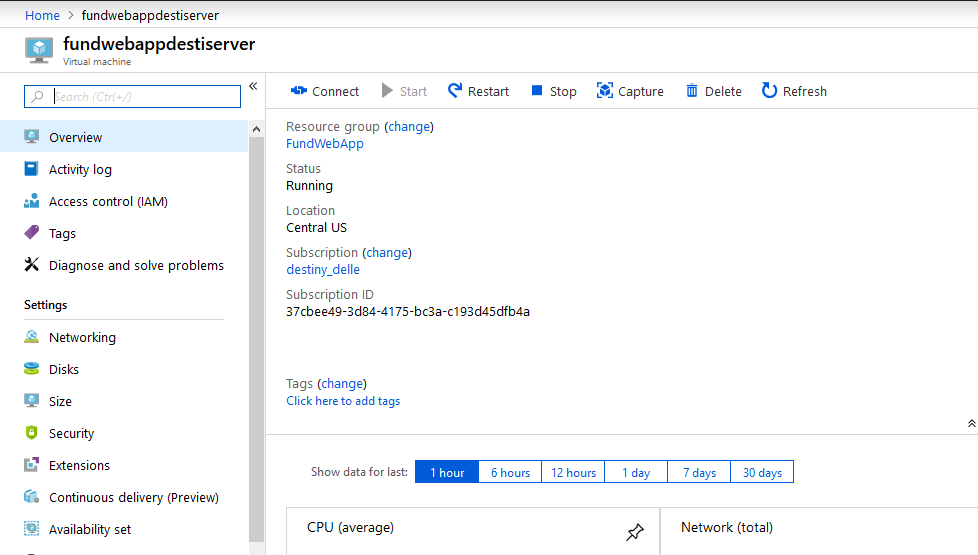 Home > fundwebappdestiserver
fundwebappdestiserver
Virtual machine
Search (Ctrl+/)
Overview
Activity log
Access control (IAM)
Tags
Diagnose and solve problems
Settings
Networking
Disks
Size
Security
Extensions
Continuous delivery (Preview)
Availability set
Connect Start Restart Stop Capture Delete Refresh
Resource group (change)
FundWebApp
Status
Running
Location
Central US
Subscription (change)
destiny_delle
Subscription ID
37cbee49-3d84-4175-bc3a-c193d45dfb4a
Tags (change)
Click here to add tags
Show data for last: 1 hour 6 hours 12 hours 1 day 7 days 30 days
CPU (average) Network (total)